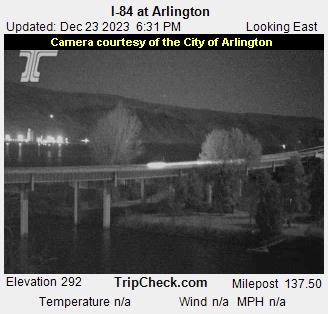 I-84 at Arlington
Updated: Dec 23 2023 6:31 PM Looking East
Camera courtesy of the City of Arlington
Elevation 292 TripCheck.com Milepost 137.50
Temperature n/a Wind n/a MPH n/a